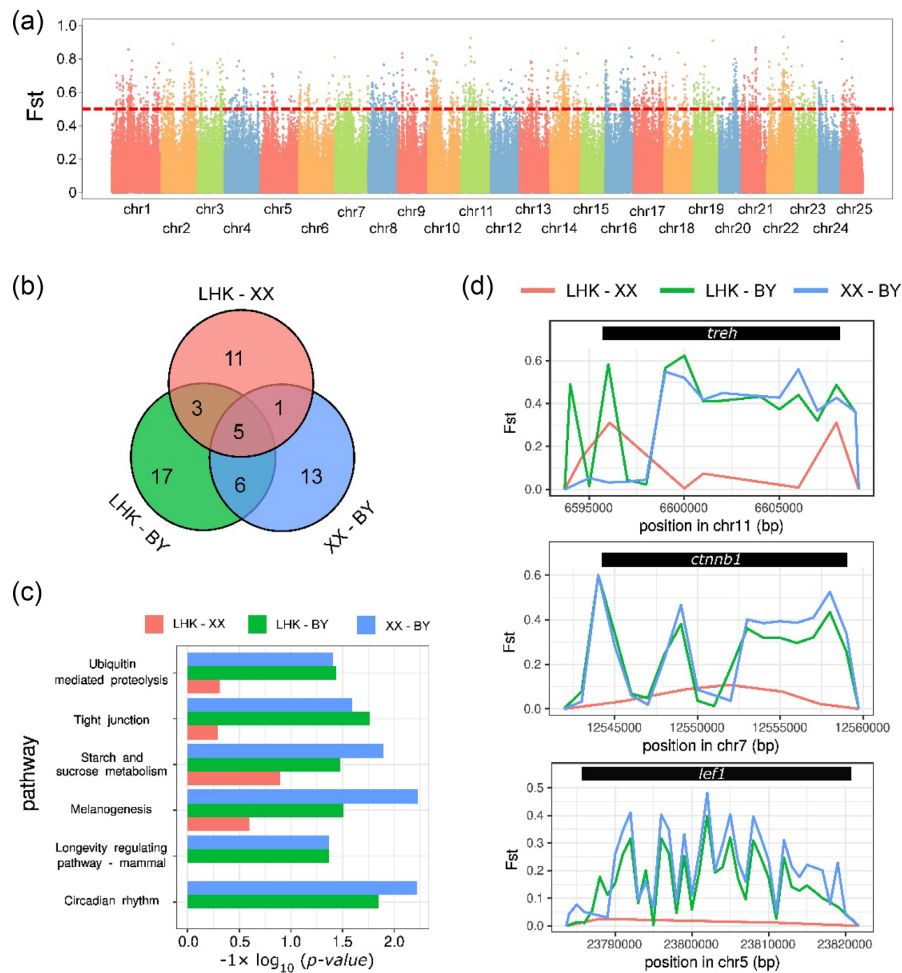 (a)
Fst
1.0
0.8
0.6
0.4
0.2
0
chr1 chr3 chr5 chr7 chr9 chr11 chr13 chr15 chr17 chr19 chr21 chr23 chr25
chr2 chr4 chr6 chr8 chr10 chr12 chr14 chr16 chr18 chr20 chr22 chr24
(b)
LHK - XX
11
3
1
5
17
6
13
LHK - BY
XX - BY
(c)
LHK - XX LHK - BY XX - BY
pathway
Ubiquitin
mediated proteolysis
Tight junction
Starch and
sucrose metabolism
Melanogenesis
Longevity regulating
pathway - mammal
Circadian rhythm
0.0 0.5 1.0 1.5 2.0
-1× log10 (p-value)
(d)
LHK - XX LHK - BY XX - BY
treh
Fst
0.6
0.4
0.2
0.0
6595000 6600000 6605000
position in chr11 (bp)
ctnnb1
Fst
0.6
0.4
0.2
0.0
12545000 12550000 12555000 12560000
position in chr7 (bp)
lef1
Fst
0.5
0.4
0.3
0.2
0.1
0.0
23790000 23800000 23810000 23820000
position in chr5 (bp)